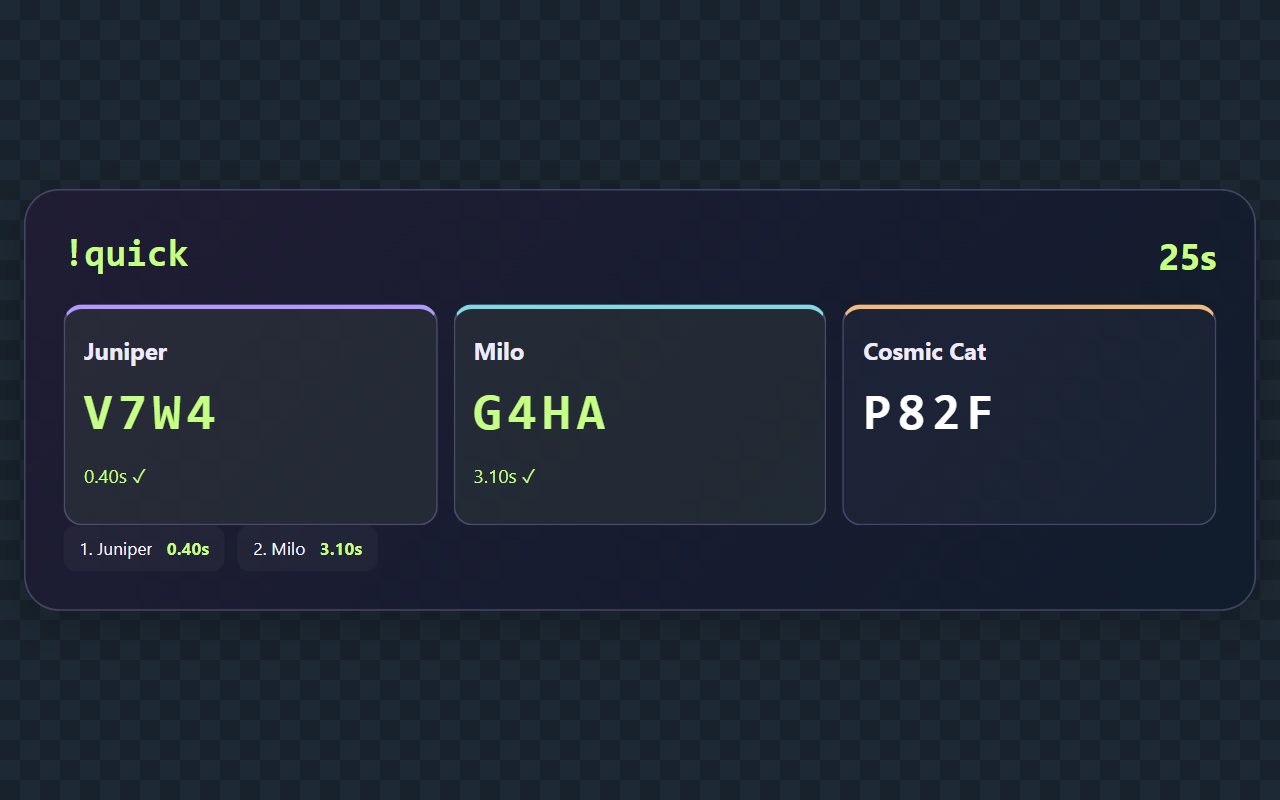 !quick
25s
Juniper
V7W4
0.40s ✓
Milo
G4HA
3.10s ✓
Cosmic Cat
P82F
1. Juniper 0.40s
2. Milo 3.10s